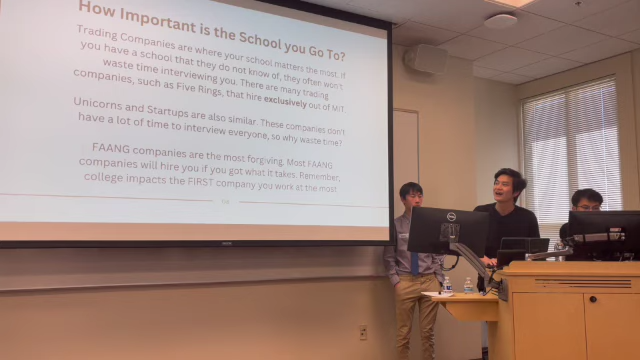 How Important is the School you Go To?
Trading Companies are where your school matters the most. If
you have a school that they do not know of, they often won't
waste time interviewing you. There are many trading
companies, such as Five Rings, that hire exclusively out of MIT.
Unicorns and Startups are also similar. These companies don't
have a lot of time to interview everyone, so why waste time?
FAANG companies are the most forgiving. Most FAANG
companies will hire you if you got what it takes. Remember,
college impacts the FIRST company you work at the most
DELL